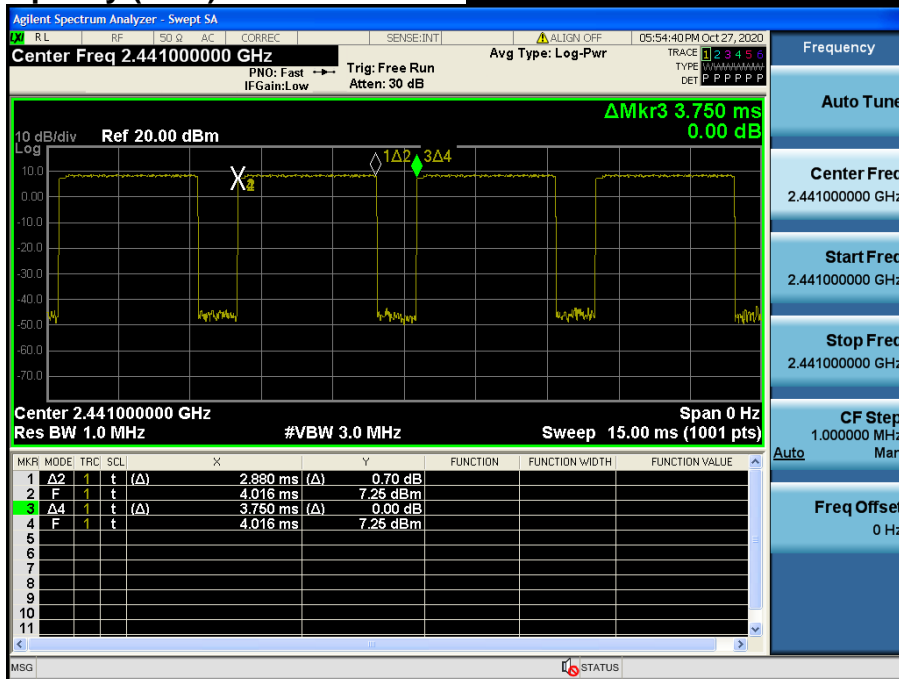 Agilent Spectrum Analyzer - Swept SA
LXI RL RF 50 Ω AC CORREC SENSE:INT ALIGN OFF 05:54:40 PM Oct 27, 2020
Center Freq 2.441000000 GHz
PNO: Fast
IFGain:Low
Trig: Free Run
Atten: 30 dB
Avg Type: Log-Pwr
TRACE 1 2 3 4 5 6
TYPE
DET P P P P P P
ΔMkr3 3.750 ms
0.00 dB
10 dB/div Ref 20.00 dBm
Log
1Δ2 3Δ4
10.0
0.00
-10.0
-20.0
-30.0
-40.0
-50.0
-60.0
-70.0
Center 2.441000000 GHz Span 0 Hz
Res BW 1.0 MHz #VBW 3.0 MHz Sweep 15.00 ms (1001 pts)
MKR MODE TRC SCL X Y FUNCTION FUNCTION WIDTH FUNCTION VALUE
1 Δ2 1 t (Δ) 2.880 ms (Δ) 0.70 dB
2 F 1 t 4.016 ms 7.25 dBm
3 Δ4 1 t (Δ) 3.750 ms (Δ) 0.00 dB
4 F 1 t 4.016 ms 7.25 dBm
5
6
7
8
9
10
11
MSG STATUS
Frequency
Auto Tune
Center Freq
2.441000000 GHz
Start Freq
2.441000000 GHz
Stop Freq
2.441000000 GHz
CF Step
1.000000 MHz
Auto Man
Freq Offset
0 Hz